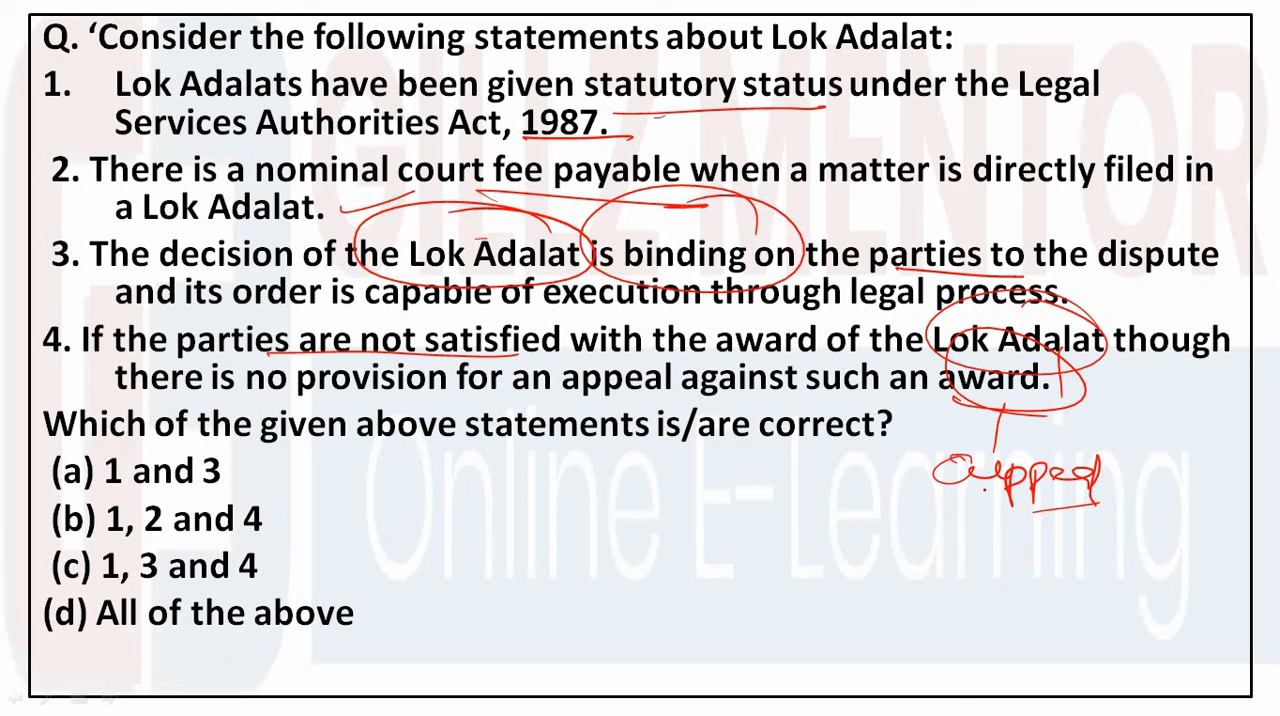 Q. ‘Consider the following statements about Lok Adalat:
1. Lok Adalats have been given statutory status under the Legal
Services Authorities Act, 1987.
2. There is a nominal court fee payable when a matter is directly filed in
a Lok Adalat.
3. The decision of the Lok Adalat is binding on the parties to the dispute
and its order is capable of execution through legal process.
4. If the parties are not satisfied with the award of the Lok Adalat though
there is no provision for an appeal against such an award.
Which of the given above statements is/are correct?
(a) 1 and 3
(b) 1, 2 and 4
(c) 1, 3 and 4
(d) All of the above
GILLZ MENTOR
Online E-Learning